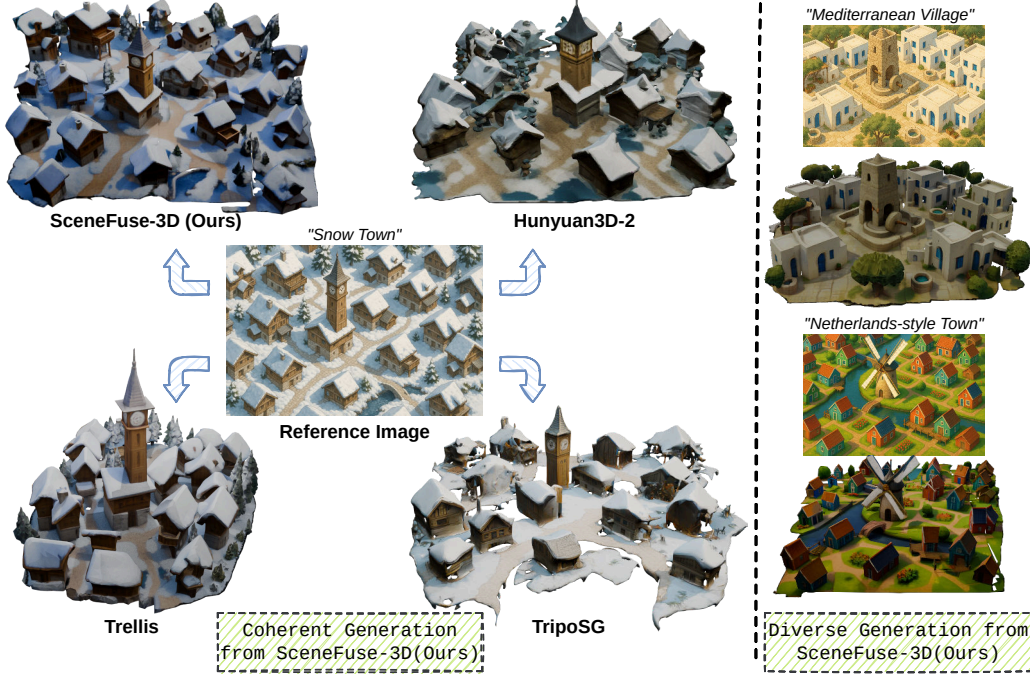 SceneFuse-3D (Ours)
Hunyuan3D-2
"Snow Town"
Reference Image
Trellis
TripoSG
Coherent Generation
from SceneFuse-3D(Ours)
"Mediterranean Village"
"Netherlands-style Town"
Diverse Generation from
SceneFuse-3D(Ours)